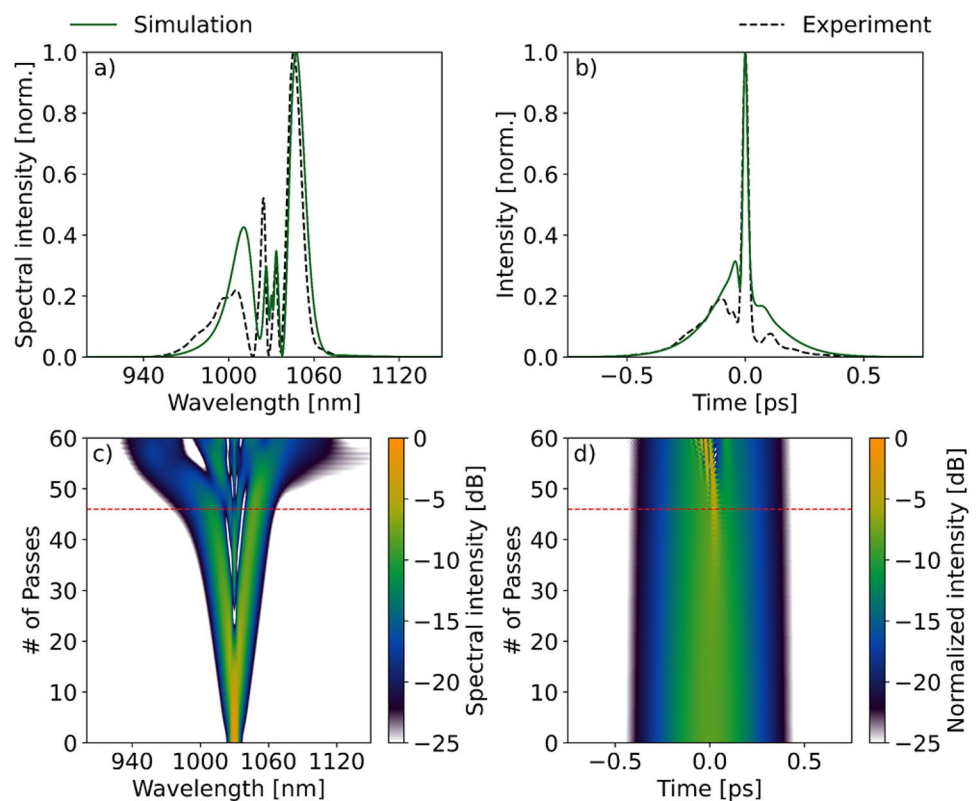 Simulation
Experiment
a)
1.0
0.8
0.6
0.4
0.2
0.0
Spectral intensity [norm.]
940 1000 1060 1120
Wavelength [nm]
b)
1.0
0.8
0.6
0.4
0.2
0.0
Intensity [norm.]
−0.5 0.0 0.5
Time [ps]
c)
60
50
40
30
20
10
0
# of Passes
940 1000 1060 1120
Wavelength [nm]
0
−5
−10
−15
−20
−25
Spectral intensity [dB]
d)
60
50
40
30
20
10
0
# of Passes
−0.5 0.0 0.5
Time [ps]
0
−5
−10
−15
−20
−25
Normalized intensity [dB]